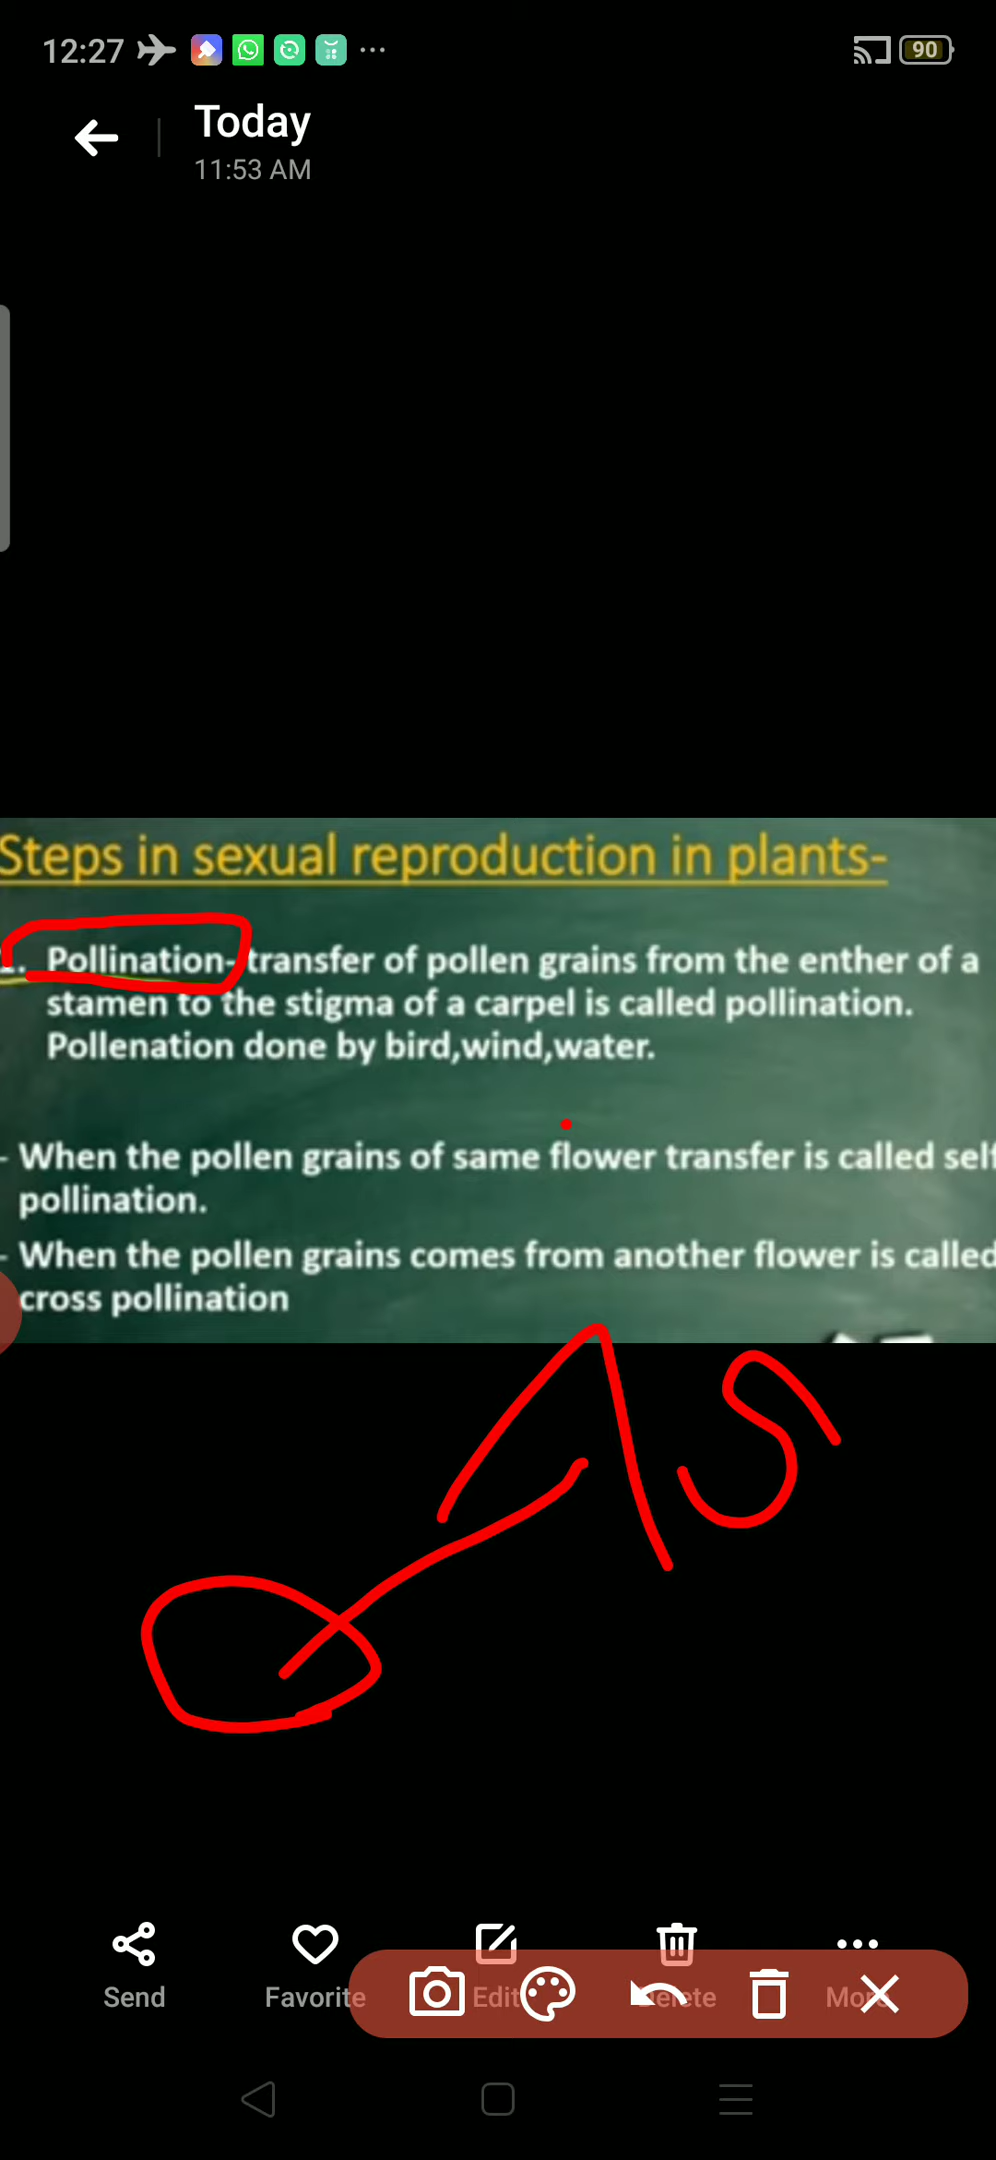 12:27
90
Today
11:53 AM
Steps in sexual reproduction in plants-
Pollination- transfer of pollen grains from the enther of a
stamen to the stigma of a carpel is called pollination.
Pollenation done by bird,wind,water.
- When the pollen grains of same flower transfer is called self
pollination.
- When the pollen grains comes from another flower is called
cross pollination
Send
Favorite
Edit
Delete
More